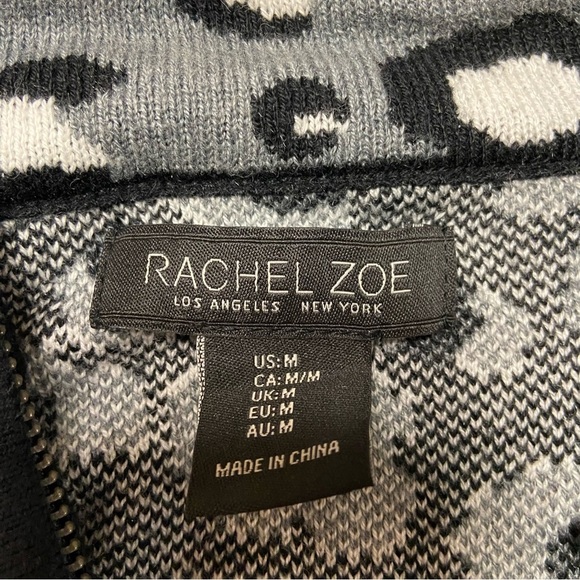 RACHEL ZOE
LOS ANGELES NEW YORK
US: M
CA: M/M
UK: M
EU: M
AU: M
MADE IN CHINA